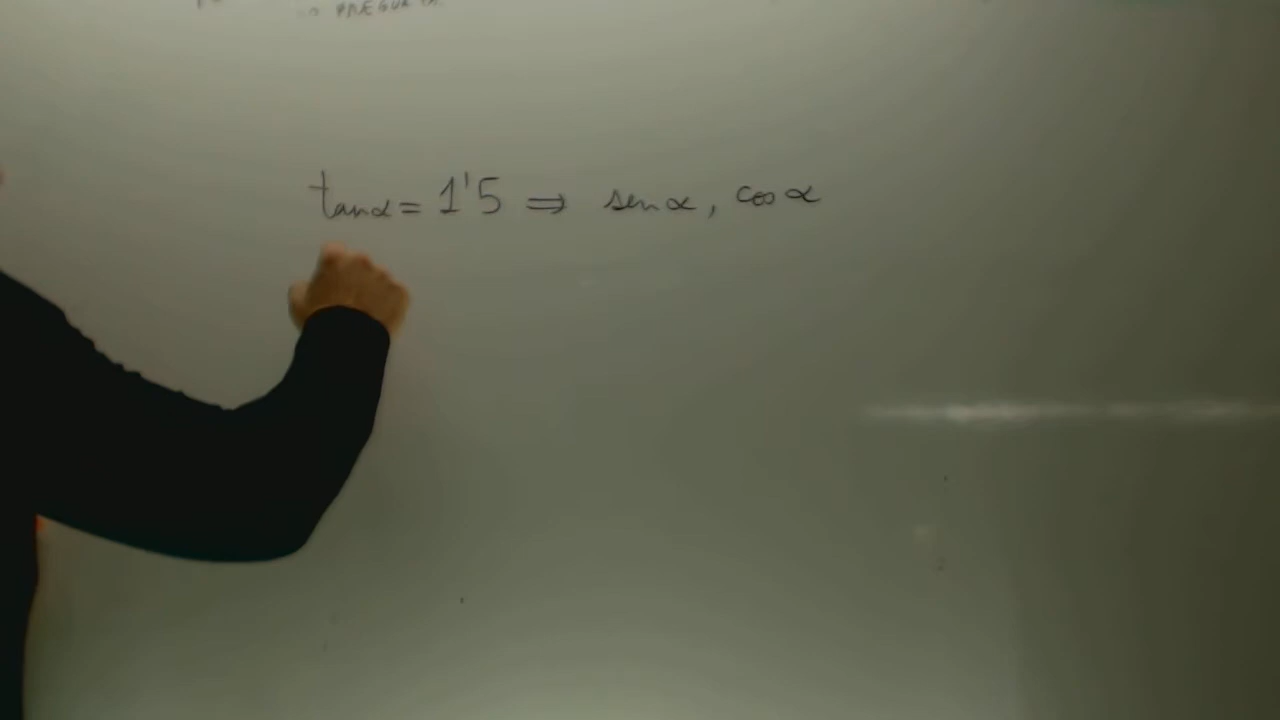 tanα = 1'5 ⇒ senα, cosα